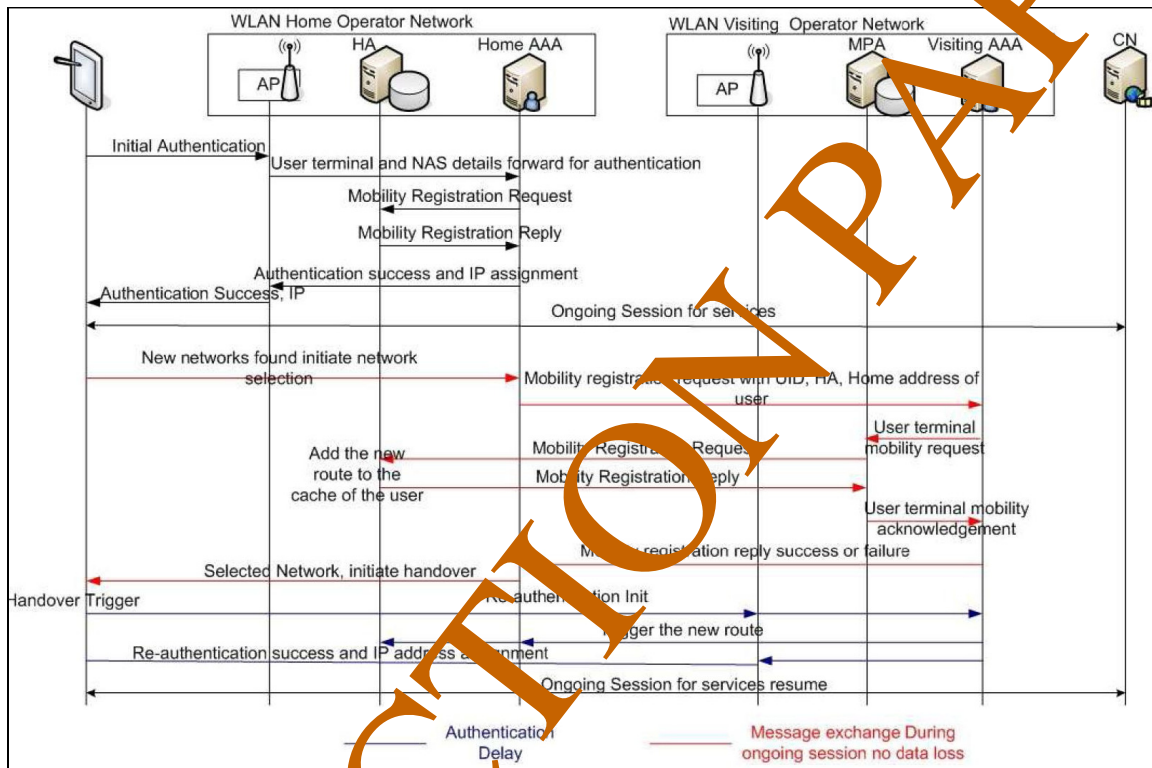 WLAN Home Operator Network
WLAN Visiting Operator Network
HA
Home AAA
MPA
Visiting AAA
CN
AP
AP
Initial Authentication
User terminal and NAS details forward for authentication
Mobility Registration Request
Mobility Registration Reply
Authentication success and IP assignment
Authentication Success, IP
Ongoing Session for services
New networks found initiate network
selection
Mobility registration request with UID, HA, Home address of
user
User terminal
mobility request
Mobility Registration Request
Add the new
route to the
cache of the user
Mobility Registration Reply
User terminal mobility
acknowledgement
Mobility registration reply success or failure
Selected Network, initiate handover
Handover Trigger
Re-authentication Init
Trigger the new route
Re-authentication success and IP address assignment
Ongoing Session for services resume
Authentication
Delay
Message exchange During
ongoing session no data loss
CTION PA